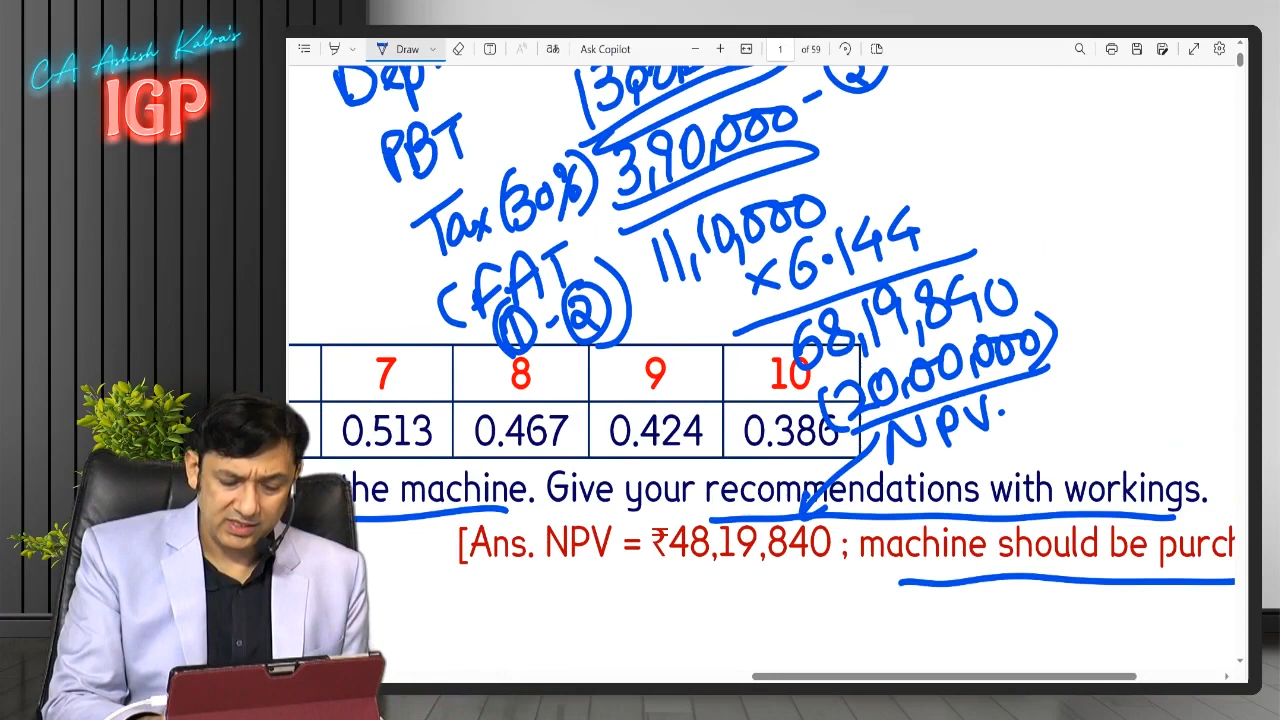 CA Ashish Kalra's
IGP
Draw
Ask Copilot
1 of 59
Dep.
PBT
3,90,000 - ②
Tax (30%)
11,10,000
CFAT
① - ②
× 6.144
68,19,840
(20,00,000)
NPV.
7 8 9 10
0.513 0.467 0.424 0.386
the machine. Give your recommendations with workings.
[Ans. NPV = ₹48,19,840 ; machine should be purch